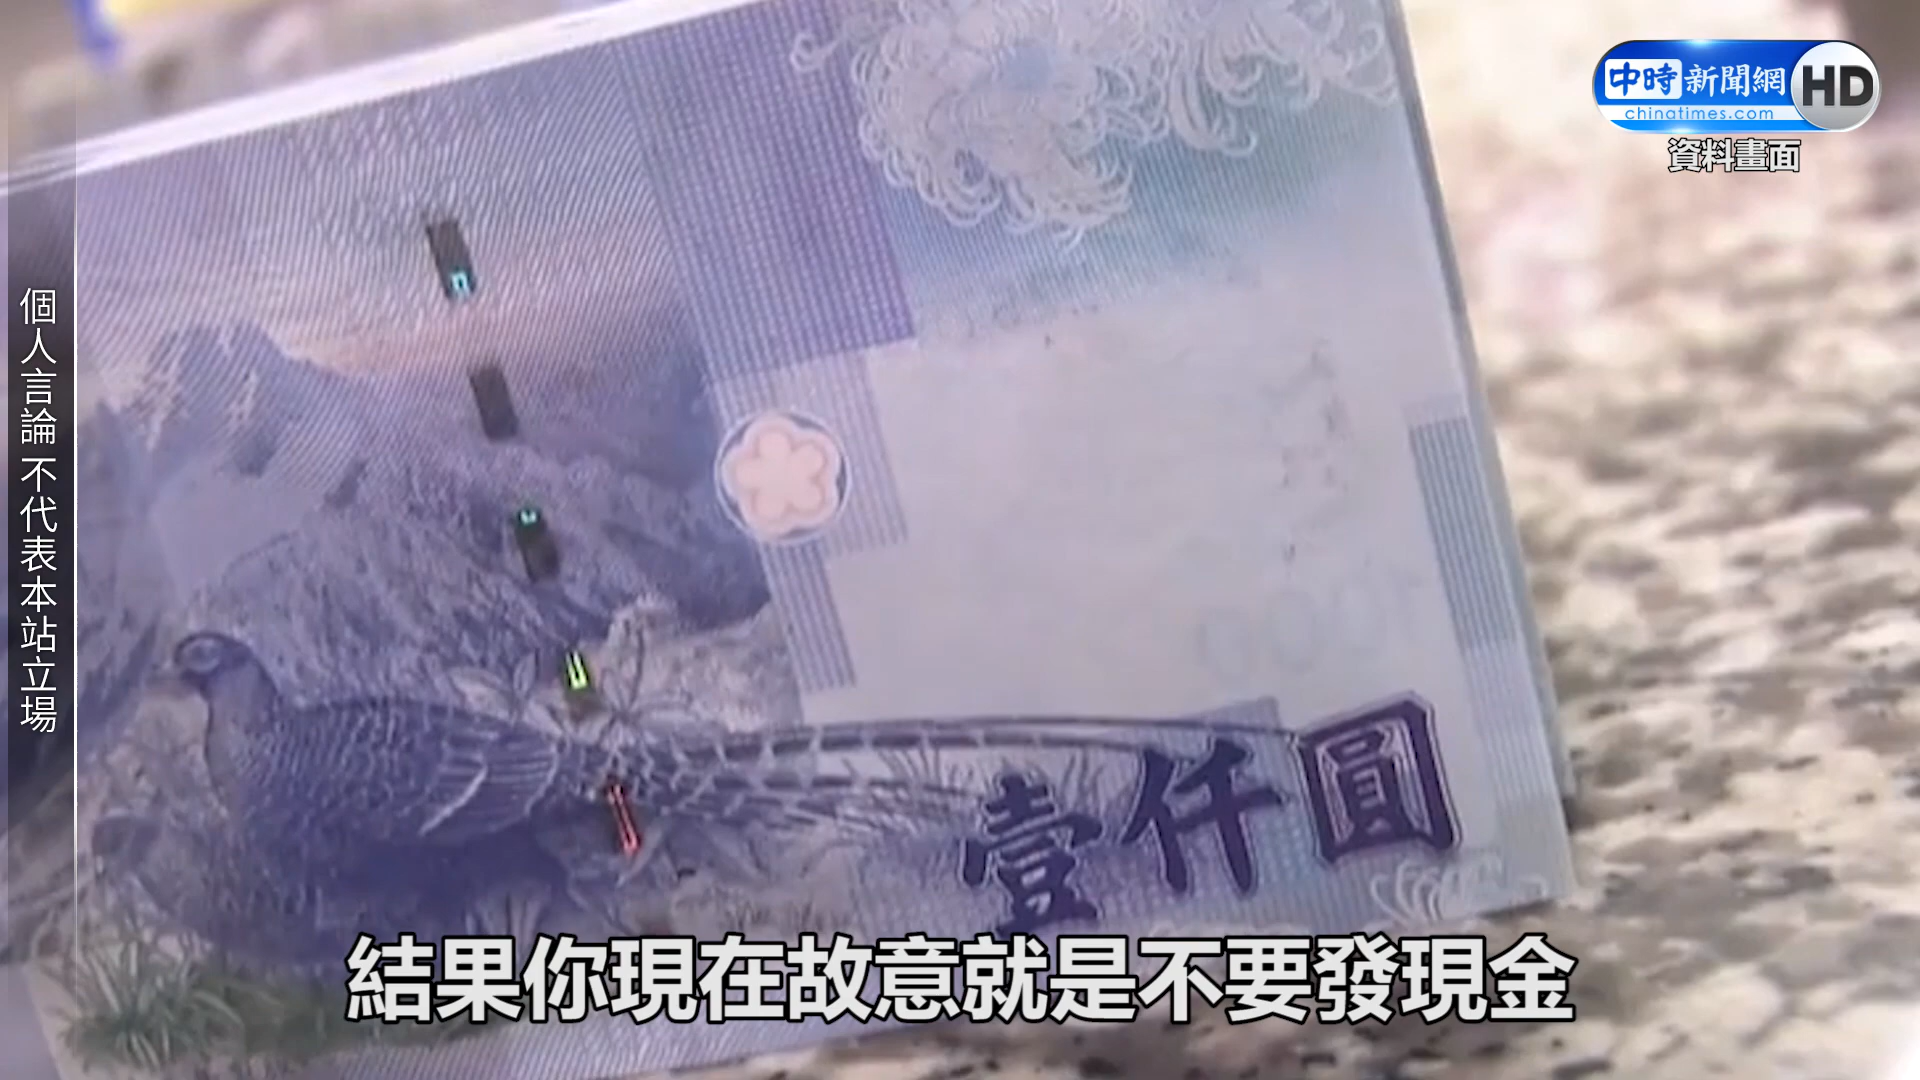 中時新聞網 HD
chinatimes.com
資料畫面
個人言論 不代表本站立場
壹仟圓
結果你現在故意就是不要發現金